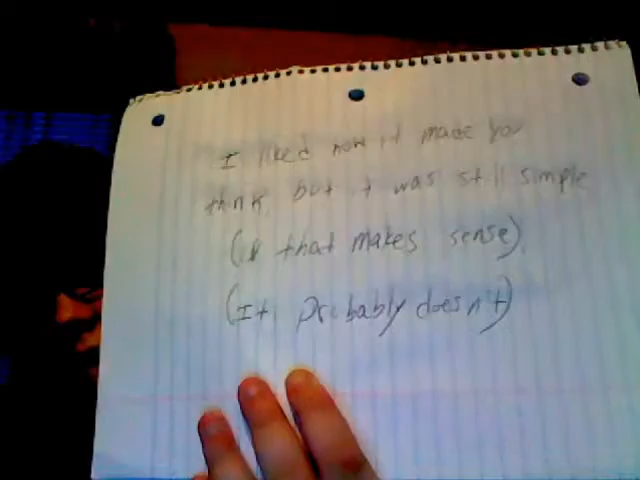 I liked how it made you
think, but it was still simple
(if that makes sense)
(It probably doesn't)